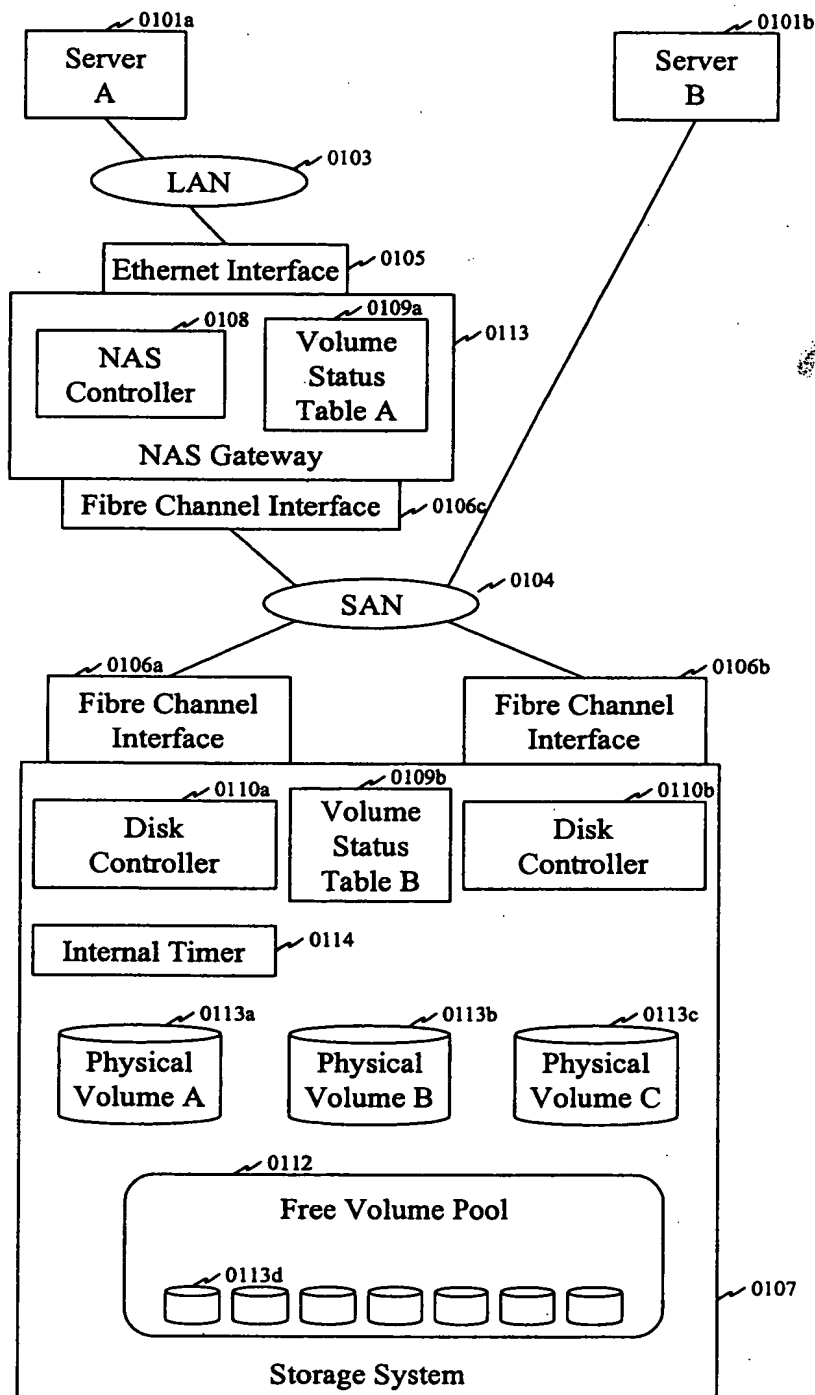 0101a
0101b
Server
A
Server
B
0103
LAN
Ethernet Interface
0105
0108
0109a
0113
NAS
Controller
Volume
Status
Table A
NAS Gateway
Fibre Channel Interface
0106c
0104
SAN
0106a
0106b
Fibre Channel
Interface
Fibre Channel
Interface
0110a
0109b
0110b
Disk
Controller
Volume
Status
Table B
Disk
Controller
Internal Timer
0114
0113a
0113b
0113c
Physical
Volume A
Physical
Volume B
Physical
Volume C
0112
Free Volume Pool
0113d
0107
Storage System